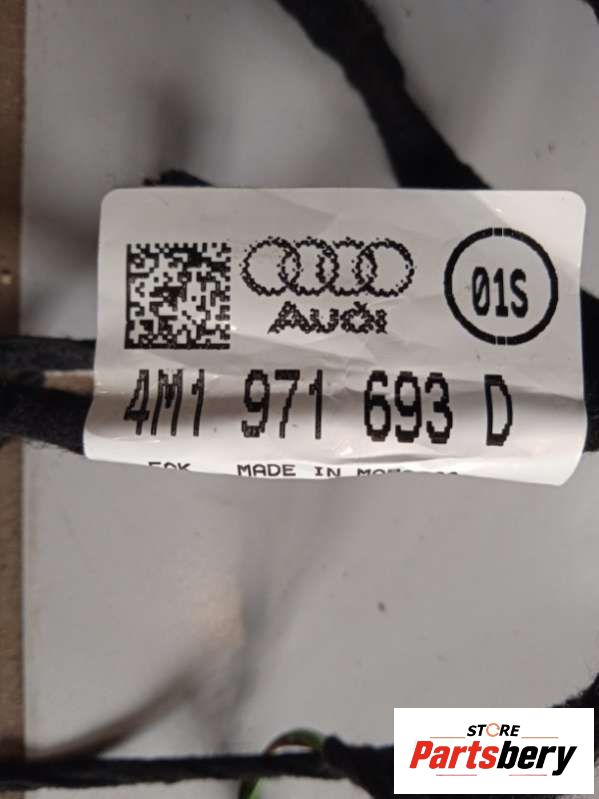 Audi
01S
4M1 971 693 D
MADE IN
STORE
Partsbery